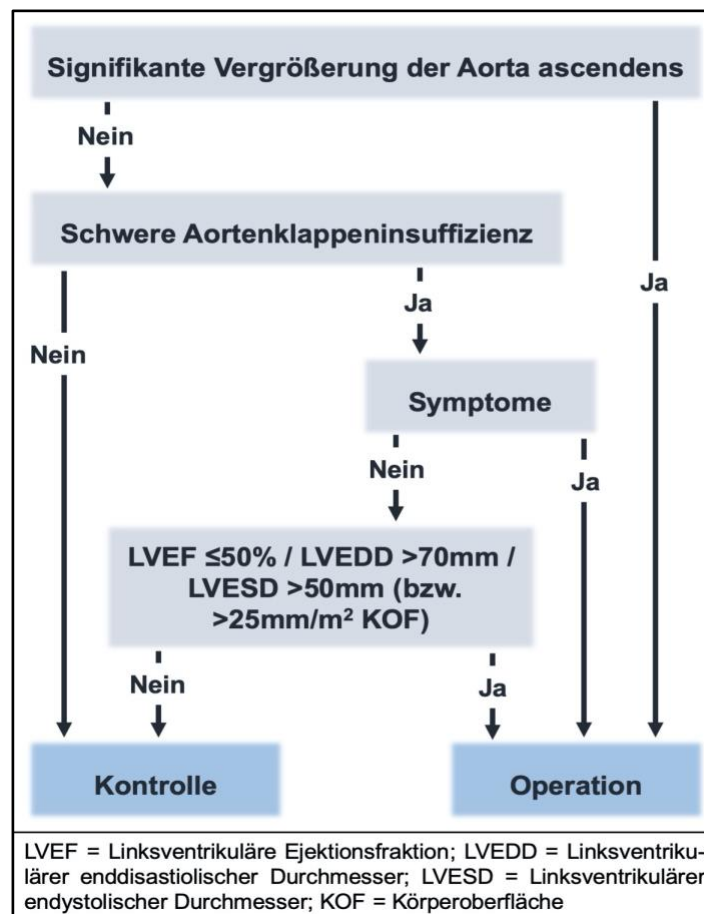 Signifikante Vergrößerung der Aorta ascendens
Nein
Schwere Aortenklappeninsuffizienz
Ja
Ja
Nein
Symptome
Nein
Ja
LVEF ≤50% / LVEDD >70mm /
LVESD >50mm (bzw.
>25mm/m² KOF)
Nein
Ja
Kontrolle
Operation
LVEF = Linksventrikuläre Ejektionsfraktion; LVEDD = Linksventriku-
lärer enddisastiolischer Durchmesser; LVESD = Linksventrikulärer
endystolischer Durchmesser; KOF = Körperoberfläche